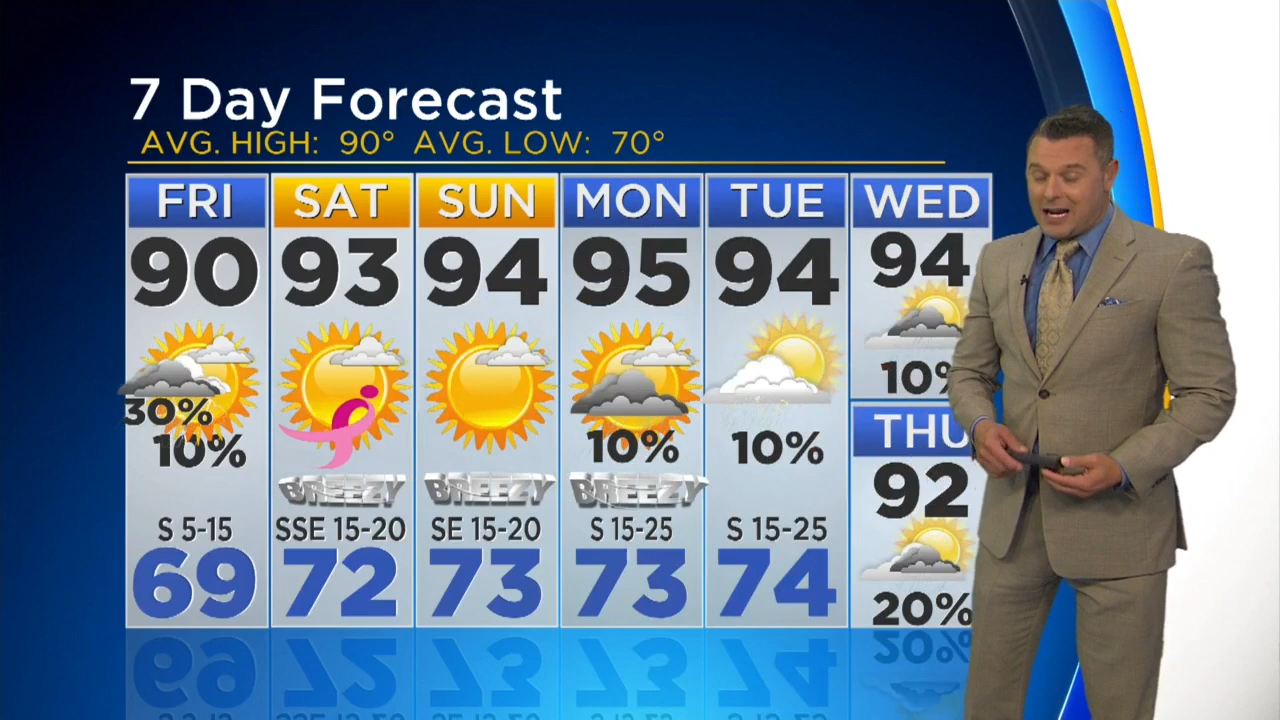 7 Day Forecast
AVG. HIGH: 90° AVG. LOW: 70°
FRI SAT SUN MON TUE WED
90 93 94 95 94 94
30%
10% 10% 10% 10%
THU
92
BREEZY BREEZY BREEZY
S 5-15 SSE 15-20 SE 15-20 S 15-25 S 15-25
69 72 73 73 74
20%